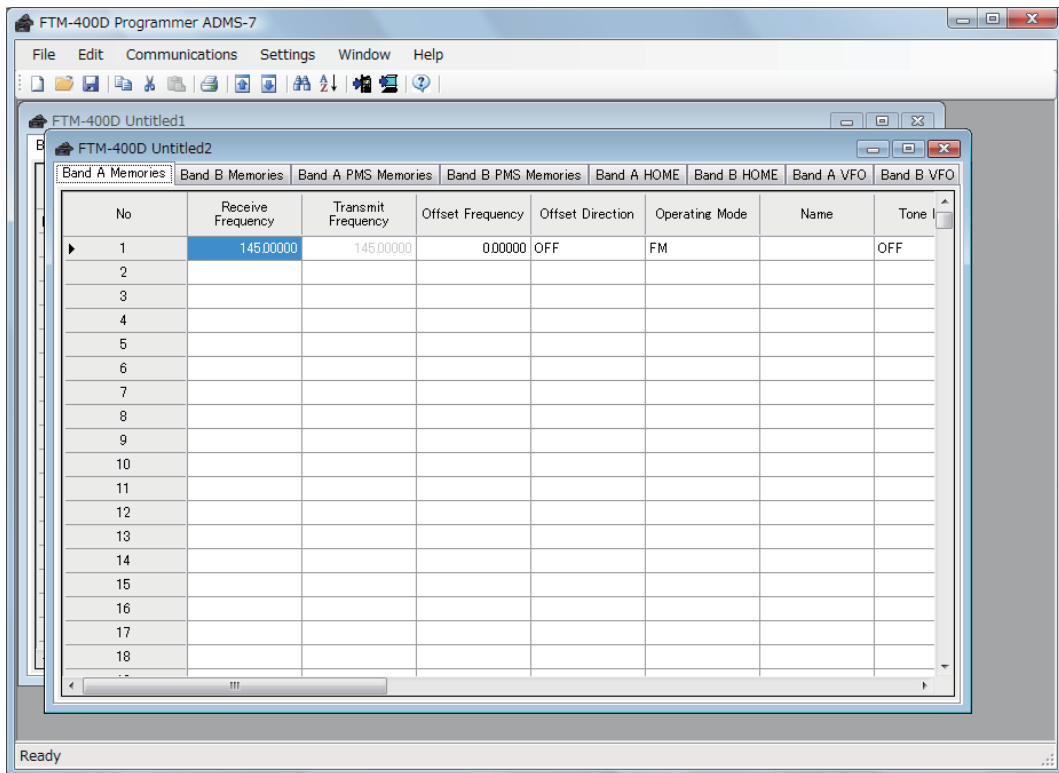 FTM-400D Programmer ADMS-7
File Edit Communications Settings Window Help
FTM-400D Untitled1
FTM-400D Untitled2
Band A Memories Band B Memories Band A PMS Memories Band B PMS Memories Band A HOME Band B HOME Band A VFO Band B VFO
No Receive Frequency Transmit Frequency Offset Frequency Offset Direction Operating Mode Name Tone
1 145.00000 145.00000 0.00000 OFF FM OFF
2
3
4
5
6
7
8
9
10
11
12
13
14
15
16
17
18
Ready